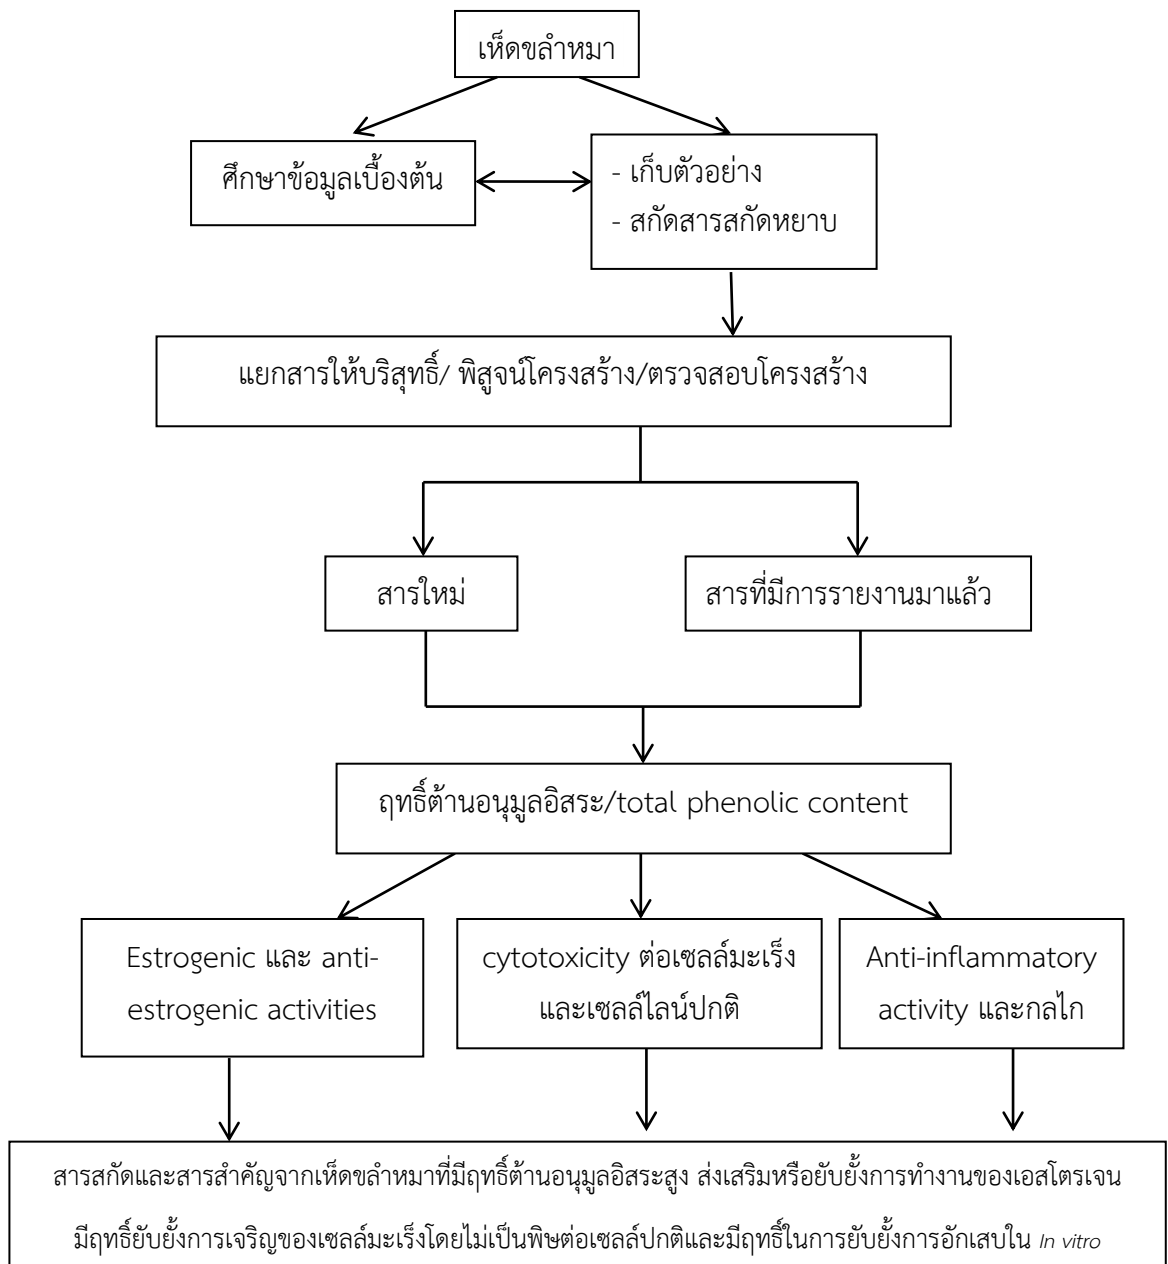 เห็ดขลำหมา
ศึกษาข้อมูลเบื้องต้น
- เก็บตัวอย่าง
- สกัดสารสกัดหยาบ
แยกสารให้บริสุทธิ์/ พิสูจน์โครงสร้าง/ตรวจสอบโครงสร้าง
สารใหม่
สารที่มีการรายงานมาแล้ว
ฤทธิ์ต้านอนุมูลอิสระ/total phenolic content
Estrogenic และ anti-
estrogenic activities
cytotoxicity ต่อเซลล์มะเร็ง
และเซลล์ไลน์ปกติ
Anti-inflammatory
activity และกลไก
สารสกัดและสารสำคัญจากเห็ดขลำหมาที่มีฤทธิ์ต้านอนุมูลอิสระสูง ส่งเสริมหรือยับยั้งการทำงานของเอสโตรเจน
มีฤทธิ์ยับยั้งการเจริญของเซลล์มะเร็งโดยไม่เป็นพิษต่อเซลล์ปกติและมีฤทธิ์ในการยับยั้งการอักเสบใน In vitro